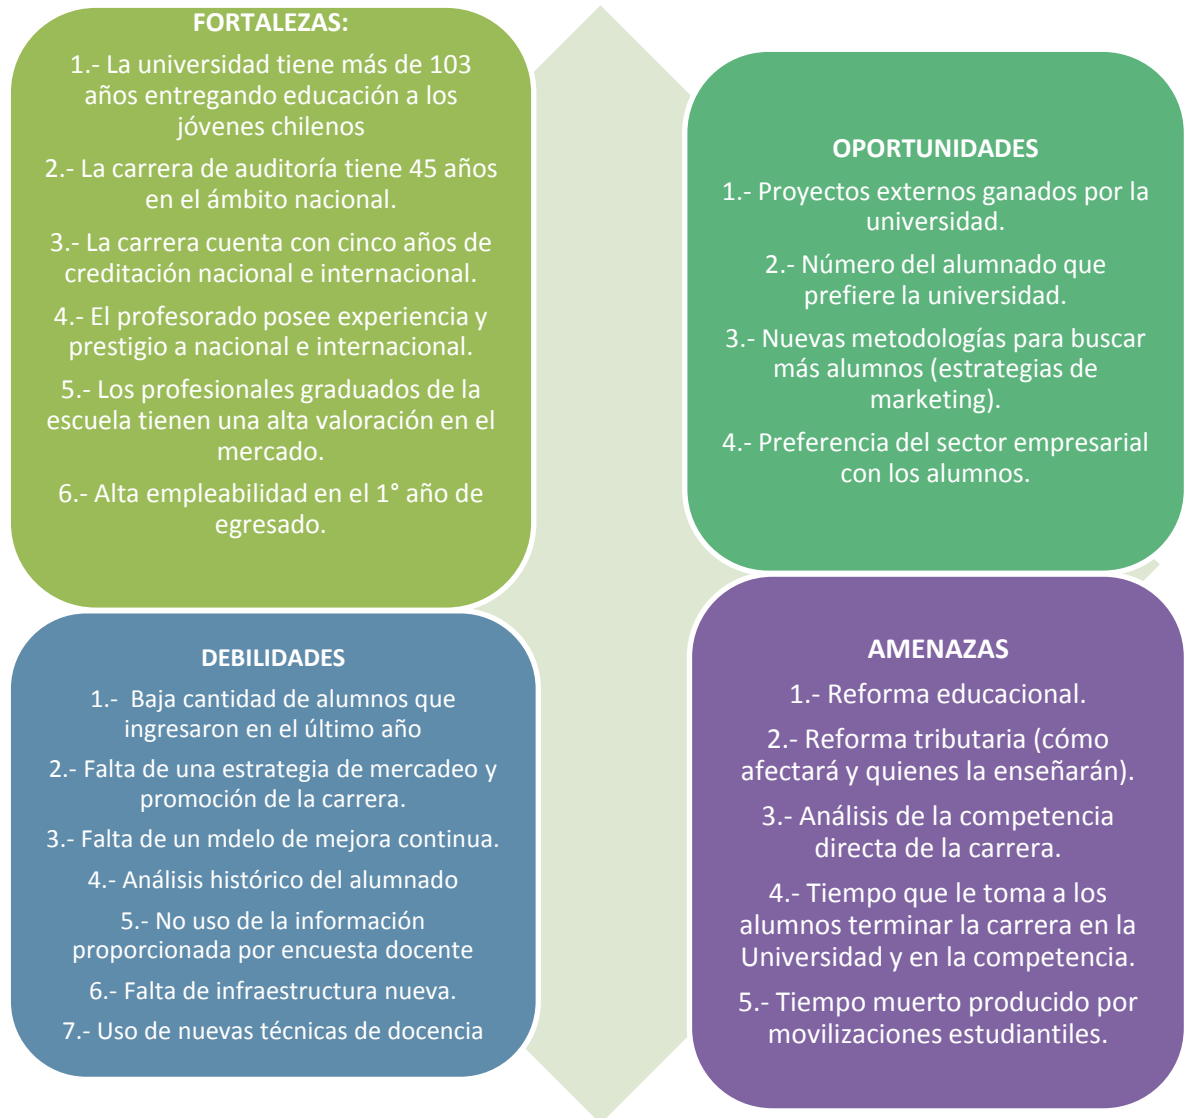 FORTALEZAS:
1.- La universidad tiene más de 103
años entregando educación a los
jóvenes chilenos
2.- La carrera de auditoría tiene 45 años
en el ámbito nacional.
3.- La carrera cuenta con cinco años de
creditación nacional e internacional.
4.- El profesorado posee experiencia y
prestigio a nacional e internacional.
5.- Los profesionales graduados de la
escuela tienen una alta valoración en el
mercado.
6.- Alta empleabilidad en el 1° año de
egresado.
OPORTUNIDADES
1.- Proyectos externos ganados por la
universidad.
2.- Número del alumnado que
prefiere la universidad.
3.- Nuevas metodologías para buscar
más alumnos (estrategias de
marketing).
4.- Preferencia del sector empresarial
con los alumnos.
DEBILIDADES
1.- Baja cantidad de alumnos que
ingresaron en el último año
2.- Falta de una estrategia de mercadeo y
promoción de la carrera.
3.- Falta de un mdelo de mejora continua.
4.- Análisis histórico del alumnado
5.- No uso de la información
proporcionada por encuesta docente
6.- Falta de infraestructura nueva.
7.- Uso de nuevas técnicas de docencia
AMENAZAS
1.- Reforma educacional.
2.- Reforma tributaria (cómo
afectará y quienes la enseñarán).
3.- Análisis de la competencia
directa de la carrera.
4.- Tiempo que le toma a los
alumnos terminar la carrera en la
Universidad y en la competencia.
5.- Tiempo muerto producido por
movilizaciones estudiantiles.